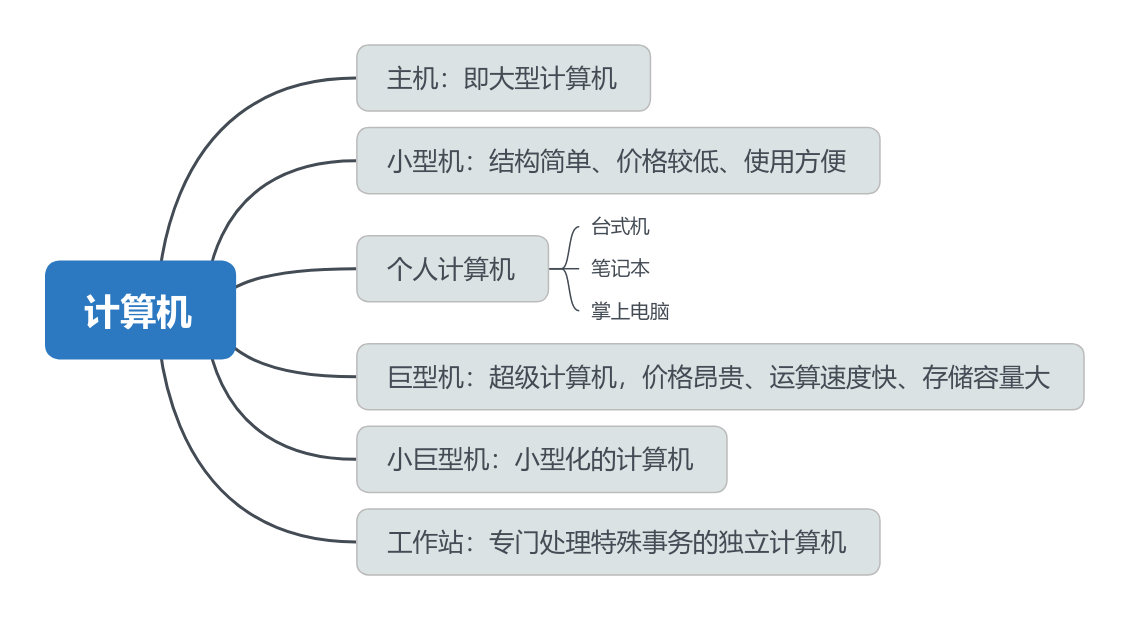 主机：即大型计算机
小型机：结构简单、价格较低、使用方便
台式机
个人计算机
笔记本
掌上电脑
计算机
巨型机：超级计算机，价格昂贵、运算速度快、存储容量大
小巨型机：小型化的计算机
工作站：专门处理特殊事务的独立计算机